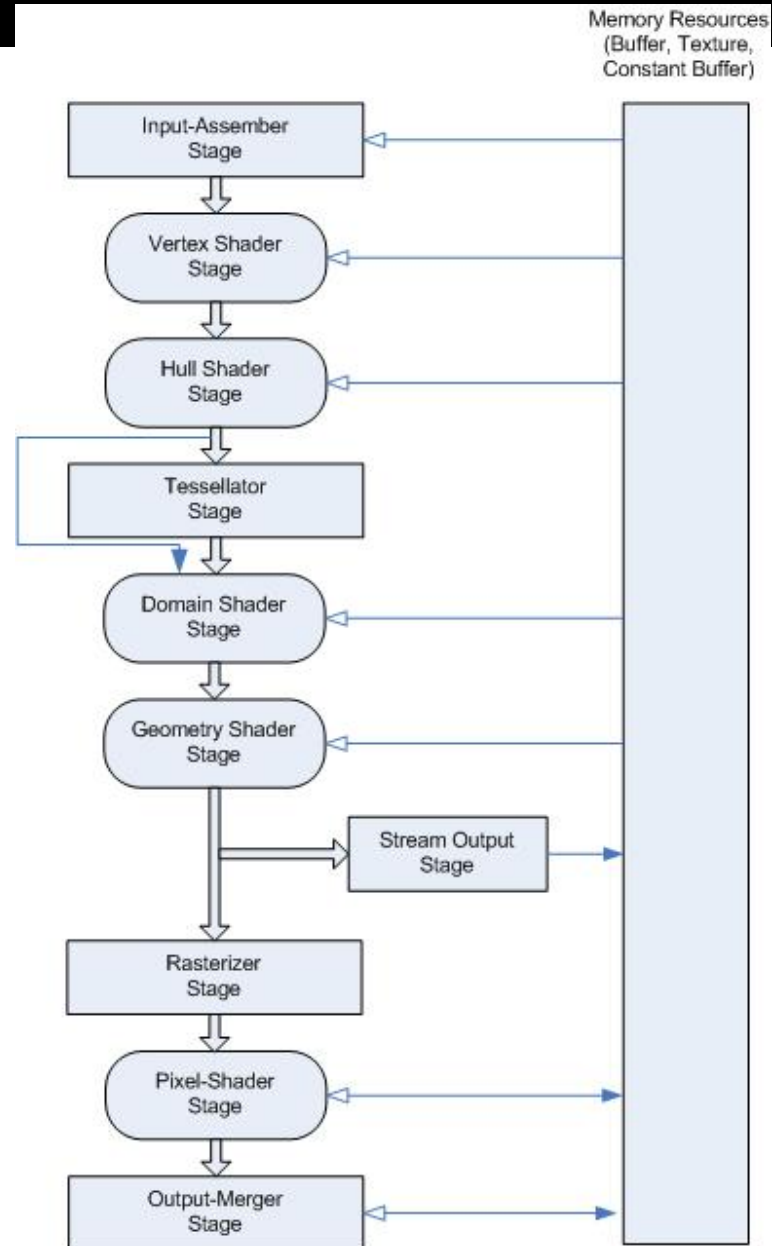 Memory Resources
(Buffer, Texture,
Constant Buffer)
Input-Assember
Stage
Vertex Shader
Stage
Hull Shader
Stage
Tessellator
Stage
Domain Shader
Stage
Geometry Shader
Stage
Stream Output
Stage
Rasterizer
Stage
Pixel-Shader
Stage
Output-Merger
Stage